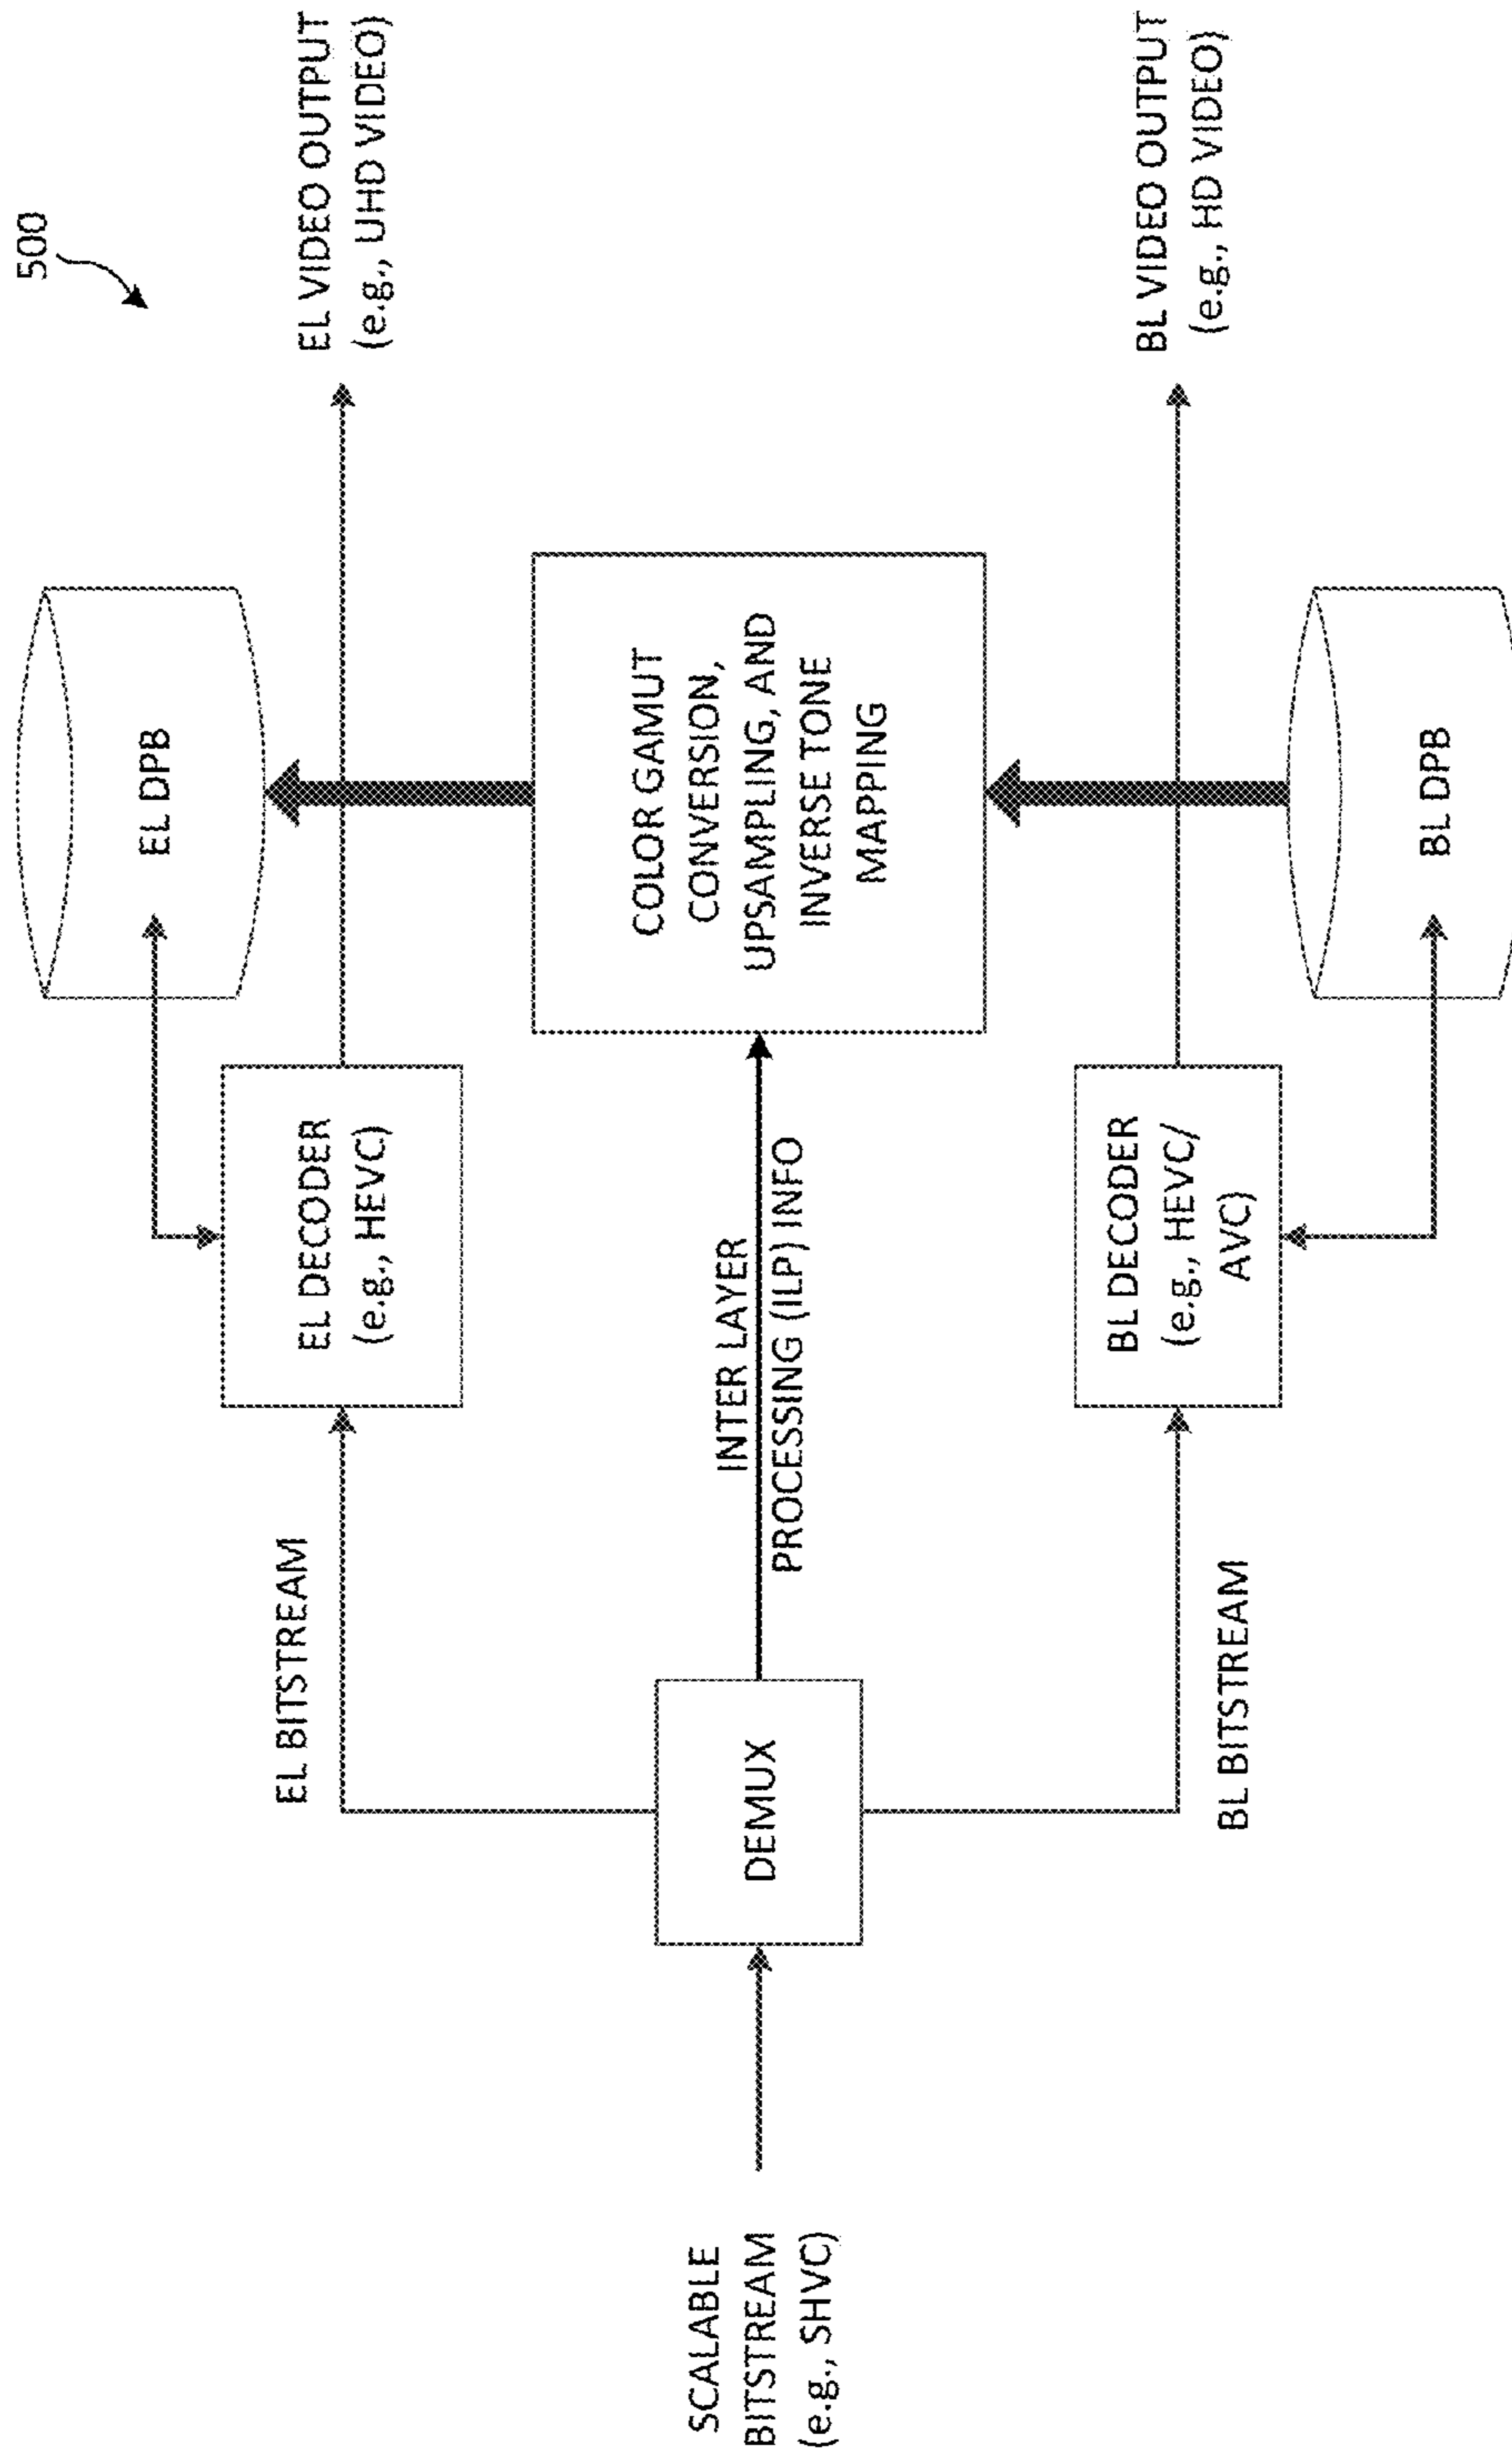 500
EL DPB
EL VIDEO OUTPUT
(e.g., UHD VIDEO)
EL DECODER
(e.g., HEVC)
EL BITSTREAM
COLOR GAMUT
CONVERSION,
UPSAMPLING, AND
INVERSE TONE
MAPPING
INTER LAYER
PROCESSING (ILP) INFO
DEMUX
SCALABLE
BITSTREAM
(e.g., SHVC)
BL VIDEO OUTPUT
(e.g., HD VIDEO)
BL DECODER
(e.g., HEVC/
AVC)
BL BITSTREAM
BL DPB